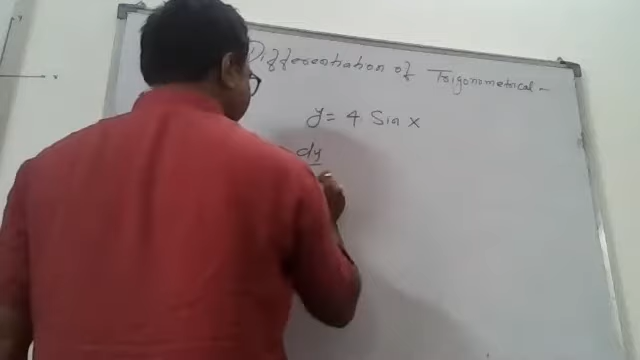 Differentiation of Trigonometrical -
y = 4 Sin x
dy